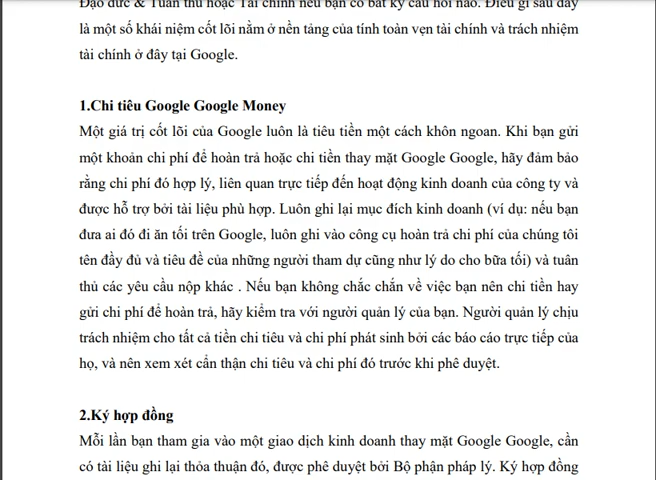 Đạo đức & Tuân thủ hoặc Tài chính nếu bạn có bất kỳ câu hỏi nào. Điều gì sau đây
là một số khái niệm cốt lõi nằm ở nền tảng của tính toàn vẹn tài chính và trách nhiệm
tài chính ở đây tại Google.
1.Chi tiêu Google Google Money
Một giá trị cốt lõi của Google luôn là tiêu tiền một cách khôn ngoan. Khi bạn gửi
một khoản chi phí để hoàn trả hoặc chi tiền thay mặt Google Google, hãy đảm bảo
rằng chi phí đó hợp lý, liên quan trực tiếp đến hoạt động kinh doanh của công ty và
được hỗ trợ bởi tài liệu phù hợp. Luôn ghi lại mục đích kinh doanh (ví dụ: nếu bạn
đưa ai đó đi ăn tối trên Google, luôn ghi vào công cụ hoàn trả chi phí của chúng tôi
tên đầy đủ và tiêu đề của những người tham dự cũng như lý do cho bữa tối) và tuân
thủ các yêu cầu nộp khác . Nếu bạn không chắc chắn về việc bạn nên chi tiền hay
gửi chi phí để hoàn trả, hãy kiểm tra với người quản lý của bạn. Người quản lý chịu
trách nhiệm cho tất cả tiền chi tiêu và chi phí phát sinh bởi các báo cáo trực tiếp của
họ, và nên xem xét cẩn thận chi tiêu và chi phí đó trước khi phê duyệt.
2.Ký hợp đồng
Mỗi lần bạn tham gia vào một giao dịch kinh doanh thay mặt Google Google, cần
có tài liệu ghi lại thỏa thuận đó, được phê duyệt bởi Bộ phận pháp lý. Ký hợp đồng